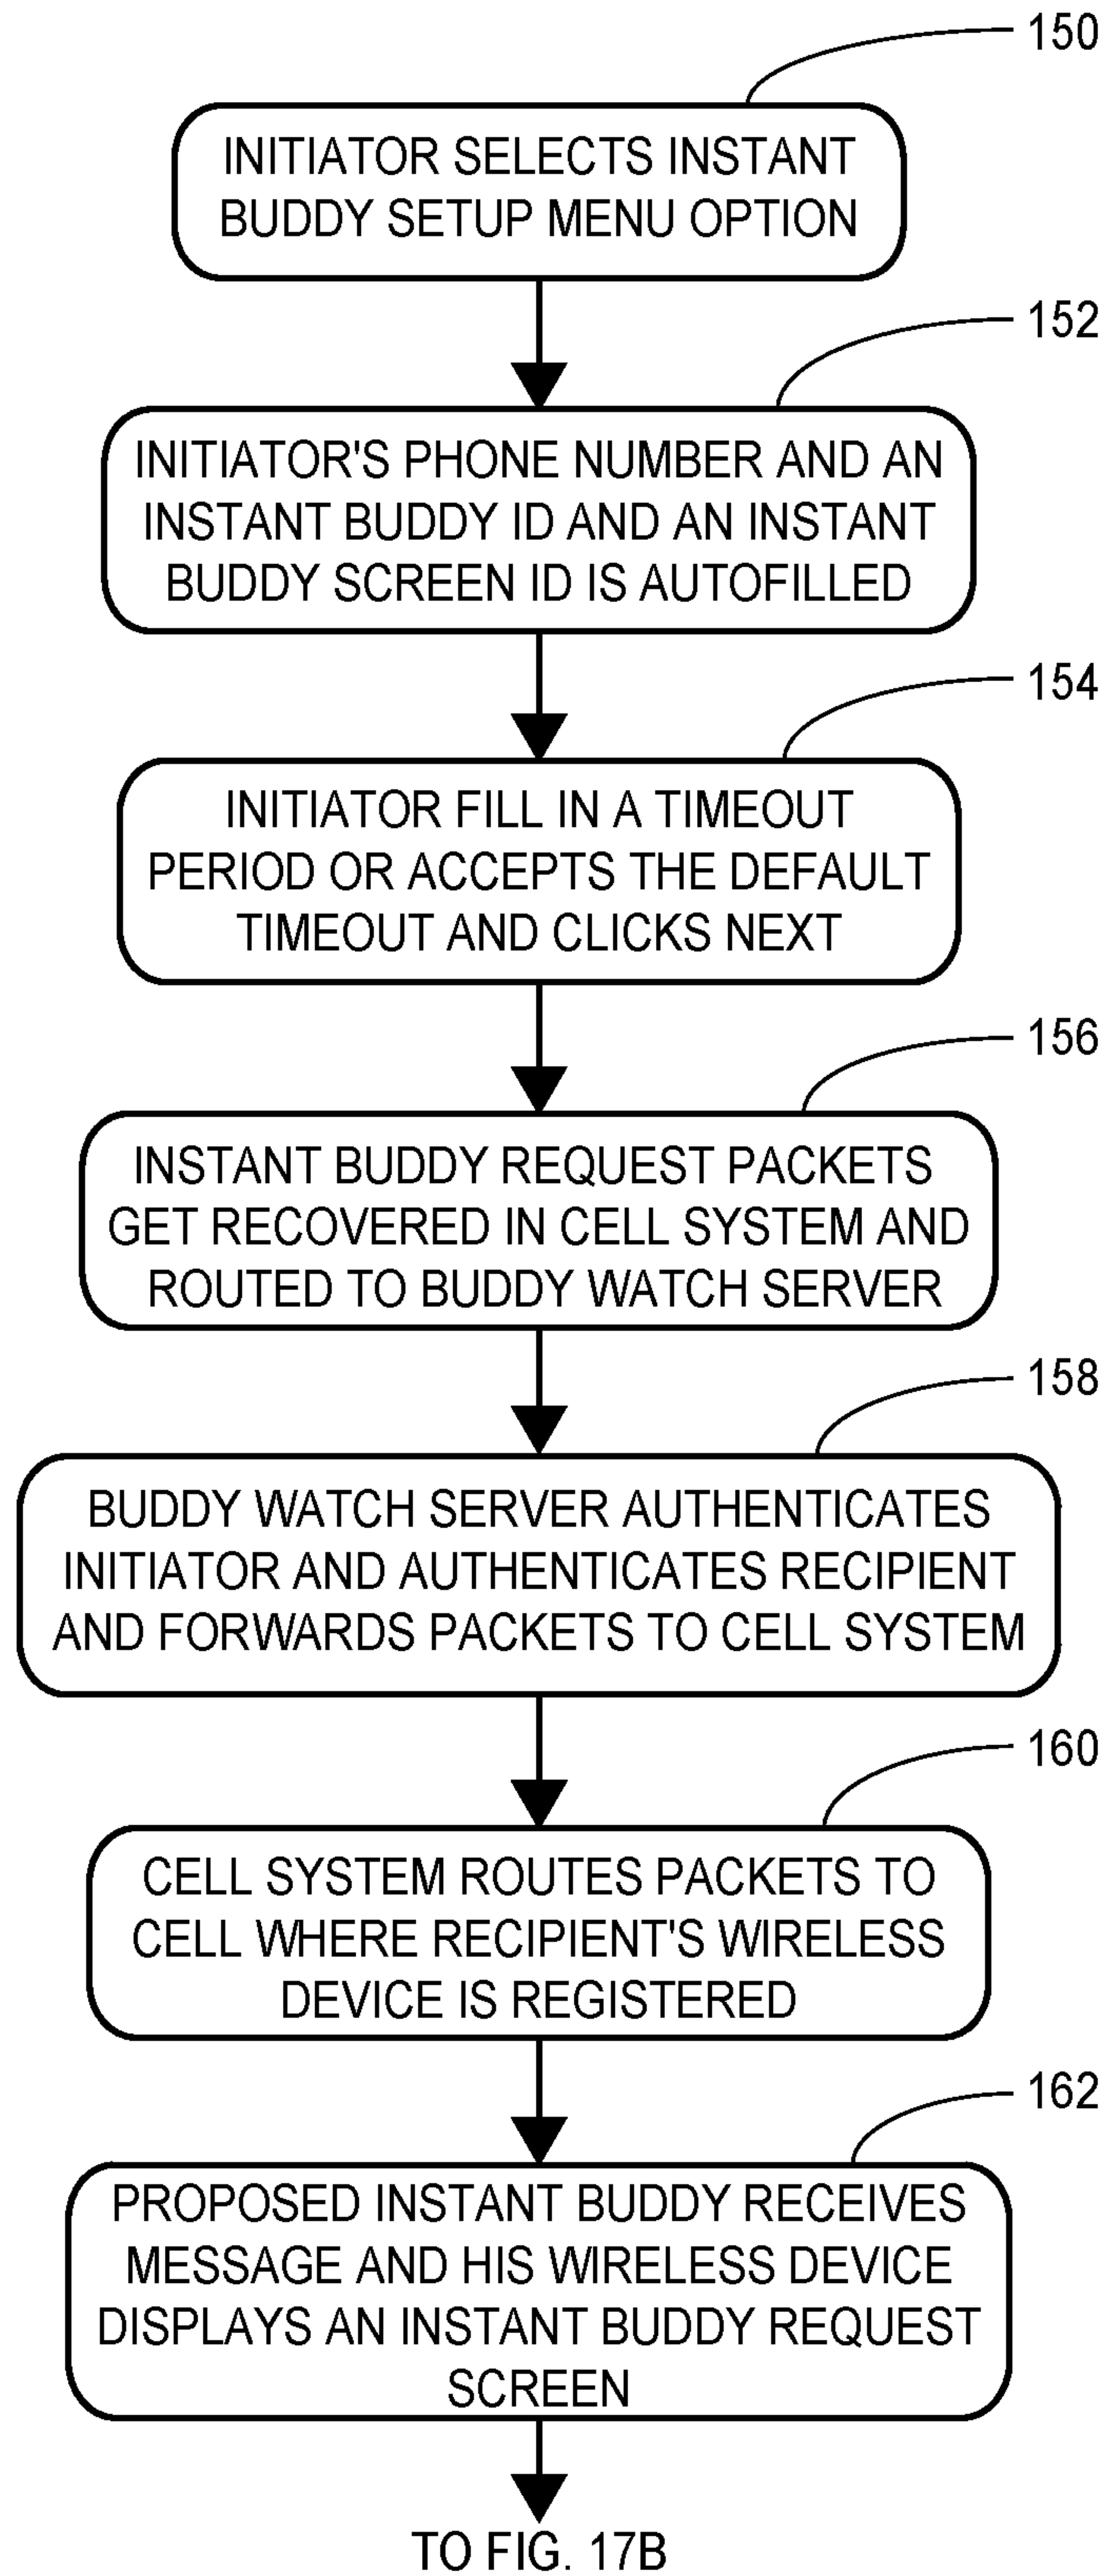 150
INITIATOR SELECTS INSTANT
BUDDY SETUP MENU OPTION
152
INITIATOR'S PHONE NUMBER AND AN
INSTANT BUDDY ID AND AN INSTANT
BUDDY SCREEN ID IS AUTOFILLED
154
INITIATOR FILL IN A TIMEOUT
PERIOD OR ACCEPTS THE DEFAULT
TIMEOUT AND CLICKS NEXT
156
INSTANT BUDDY REQUEST PACKETS
GET RECOVERED IN CELL SYSTEM AND
ROUTED TO BUDDY WATCH SERVER
158
BUDDY WATCH SERVER AUTHENTICATES
INITIATOR AND AUTHENTICATES RECIPIENT
AND FORWARDS PACKETS TO CELL SYSTEM
160
CELL SYSTEM ROUTES PACKETS TO
CELL WHERE RECIPIENT'S WIRELESS
DEVICE IS REGISTERED
162
PROPOSED INSTANT BUDDY RECEIVES
MESSAGE AND HIS WIRELESS DEVICE
DISPLAYS AN INSTANT BUDDY REQUEST
SCREEN
TO FIG. 17B